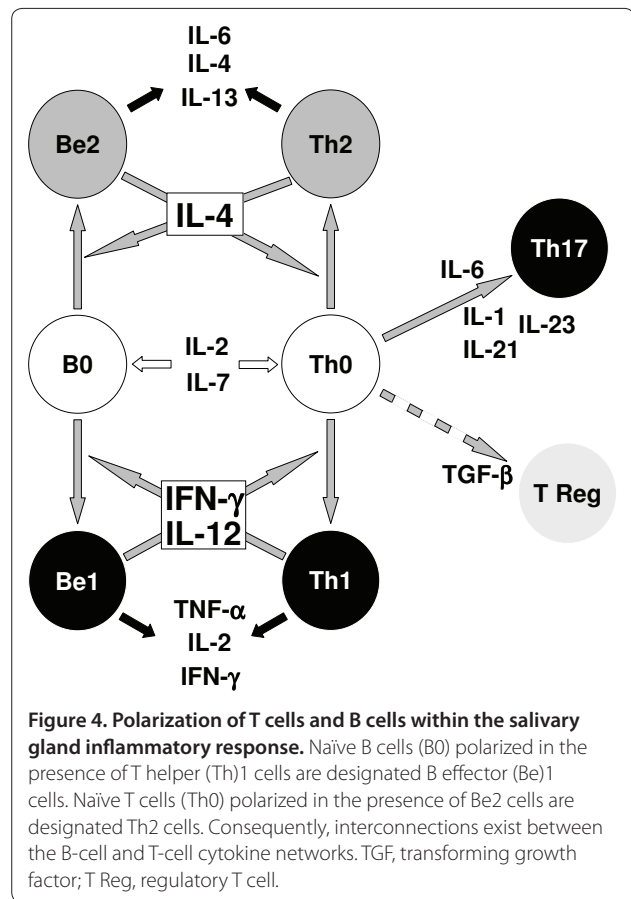 IL-6
IL-4
IL-13
Be2
Th2
IL-4
Th17
IL-6
IL-1
IL-23
IL-21
B0
IL-2
IL-7
Th0
TGF-β
T Reg
IFN-γ
IL-12
Be1
Th1
TNF-α
IL-2
IFN-γ
Figure 4. Polarization of T cells and B cells within the salivary
gland inflammatory response. Naïve B cells (B0) polarized in the
presence of T helper (Th)1 cells are designated B effector (Be)1
cells. Naïve T cells (Th0) polarized in the presence of Be2 cells are
designated Th2 cells. Consequently, interconnections exist between
the B-cell and T-cell cytokine networks. TGF, transforming growth
factor; T Reg, regulatory T cell.